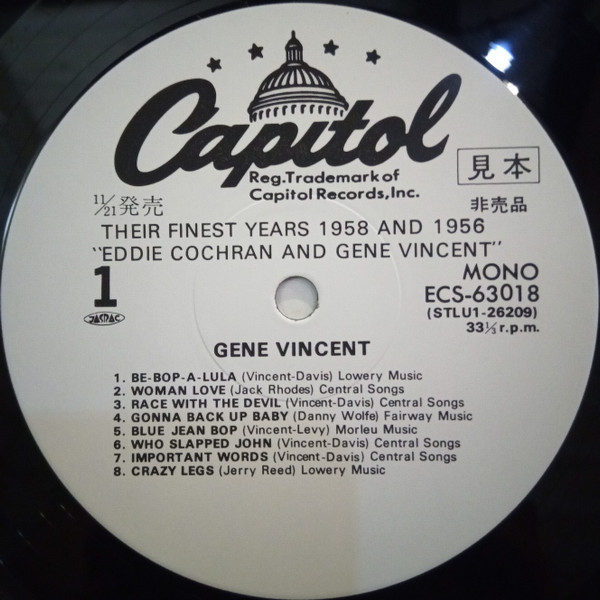 Capitol
Reg.Trademark of
Capitol Records, Inc.
見本
非売品
11/21発売
THEIR FINEST YEARS 1958 AND 1956
"EDDIE COCHRAN AND GENE VINCENT"
1
JASRAC
MONO
ECS-63018
(STLU1-26209)
33⅓ r.p.m.
GENE VINCENT
1. BE-BOP-A-LULA (Vincent-Davis) Lowery Music
2. WOMAN LOVE (Jack Rhodes) Central Songs
3. RACE WITH THE DEVIL (Vincent-Davis) Central Songs
4. GONNA BACK UP BABY (Danny Wolfe) Fairway Music
5. BLUE JEAN BOP (Vincent-Levy) Morleu Music
6. WHO SLAPPED JOHN (Vincent-Davis) Central Songs
7. IMPORTANT WORDS (Vincent-Davis) Central Songs
8. CRAZY LEGS (Jerry Reed) Lowery Music